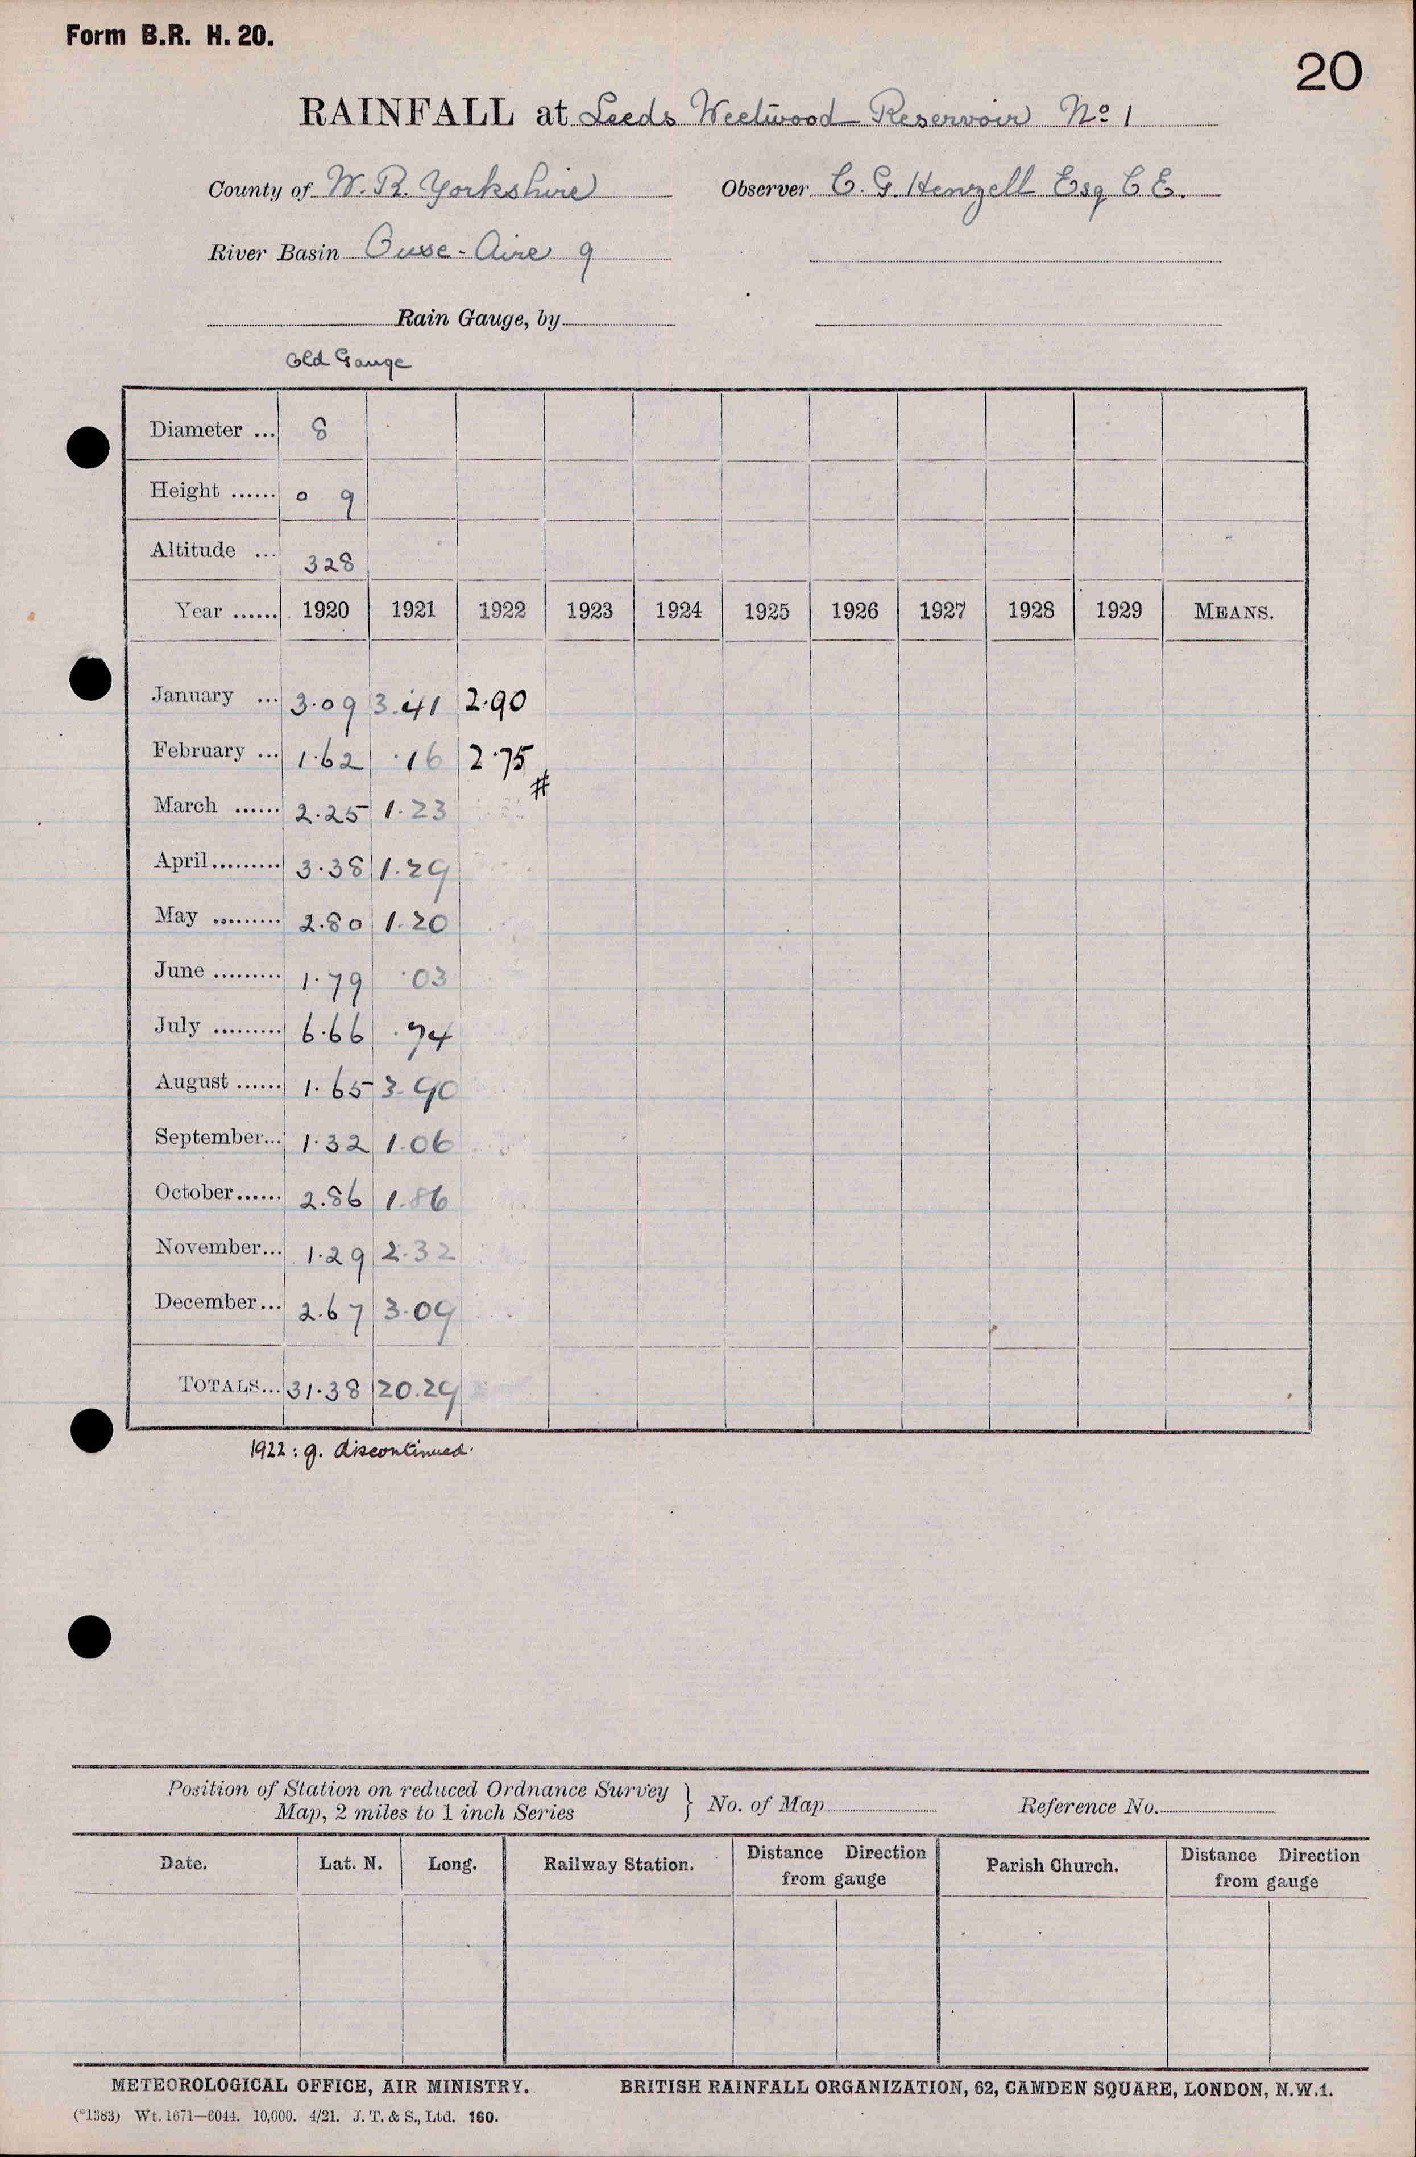 Form B.R. H. 20.
20
RAINFALL at Leeds Weetwood Reservoir No 1
County of W. R. Yorkshire Observer C. G. Henzell Esq C E.
River Basin Ouse - Aire 9
Rain Gauge, by
Old Gauge
Diameter ... 8
Height ...... 0 9
Altitude ... 328
Year ...... 1920 1921 1922 1923 1924 1925 1926 1927 1928 1929 MEANS.
January ... 3.09 3.41 2.90
February ... 1.62 .16 2.75 #
March ...... 2.25 1.23
April......... 3.38 1.29
May ......... 2.80 1.20
June ......... 1.79 .03
July ......... 6.66 .74
August ...... 1.65 3.90
September... 1.32 1.06
October...... 2.86 1.86
November... 1.29 2.32
December... 2.67 3.09
TOTALS... 31.38 20.29
1922 : g. discontinued.
Position of Station on reduced Ordnance Survey
Map, 2 miles to 1 inch Series } No. of Map Reference No.
Date. Lat. N. Long. Railway Station. Distance Direction from gauge Parish Church. Distance Direction from gauge
METEOROLOGICAL OFFICE, AIR MINISTRY. BRITISH RAINFALL ORGANIZATION, 62, CAMDEN SQUARE, LONDON, N.W.1.
(*1383) Wt. 1671—6044. 10,000. 4/21. J. T. & S., Ltd. 160.